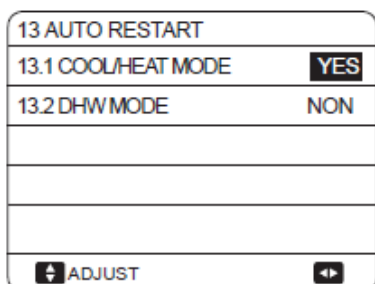 13 AUTO RESTART
13.1 COOL/HEAT MODE YES
13.2 DHW MODE NON
ADJUST